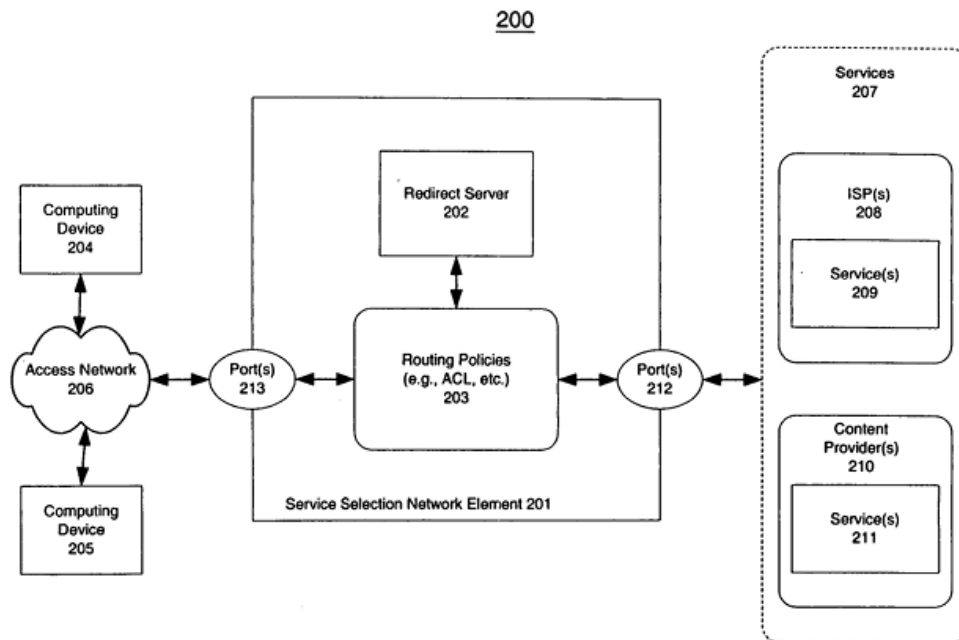 200
Services
207
ISP(s)
208
Service(s)
209
Redirect Server
202
Computing
Device
204
Access Network
206
Port(s)
213
Routing Policies
(e.g., ACL, etc.)
203
Port(s)
212
Content
Provider(s)
210
Service(s)
211
Computing
Device
205
Service Selection Network Element 201